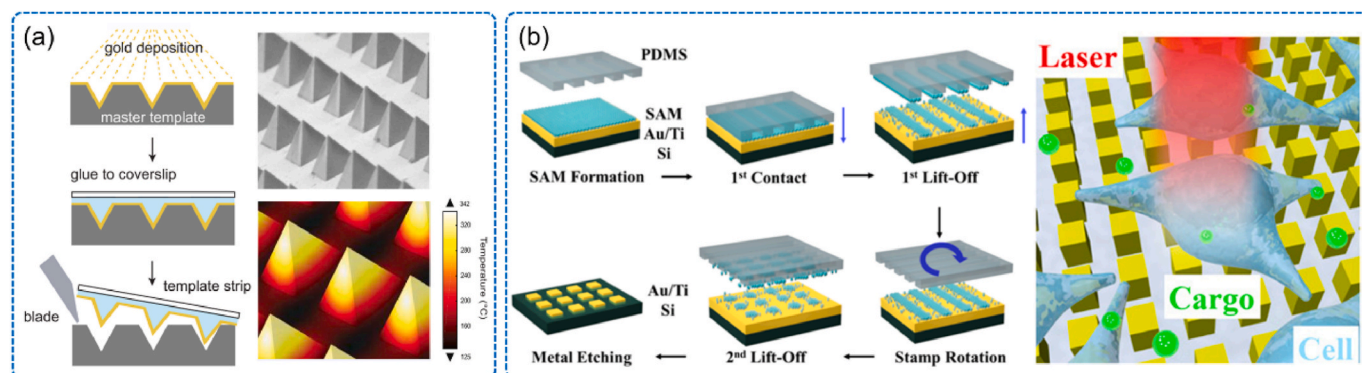 (a)
gold deposition
master template
glue to coverslip
template strip
blade
342
320
280
240
200
160
125
Temperature (°C)
(b)
PDMS
SAM
Au/Ti
Si
SAM Formation
1st Contact
1st Lift-Off
Au/Ti
Si
Metal Etching
2nd Lift-Off
Stamp Rotation
Laser
Cargo
Cell